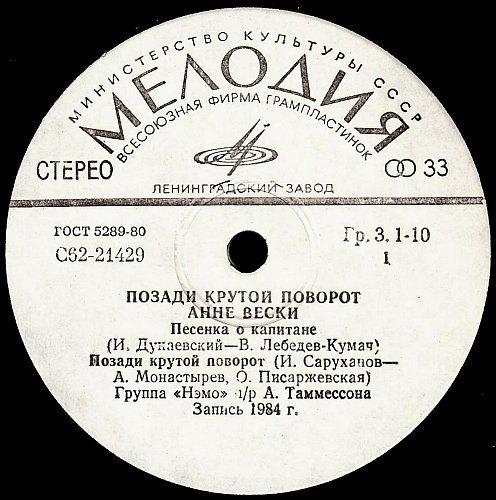 МИНИСТЕРСТВО КУЛЬТУРЫ СССР
МЕЛОДИЯ
ВСЕСОЮЗНАЯ ФИРМА ГРАМПЛАСТИНОК
СТЕРЕО
33
ЛЕНИНГРАДСКИЙ ЗАВОД
ГОСТ 5289-80
С62-21429
Гр. 3. 1-10
1
ПОЗАДИ КРУТОЙ ПОВОРОТ
АННЕ ВЕСКИ
Песенка о капитане
(И. Дунаевский—В. Лебедев-Кумач)
Позади крутой поворот (И. Саруханов—
А. Монастырев, О. Писаржевская)
Группа «Нэмо» п/р А. Таммессона
Запись 1984 г.